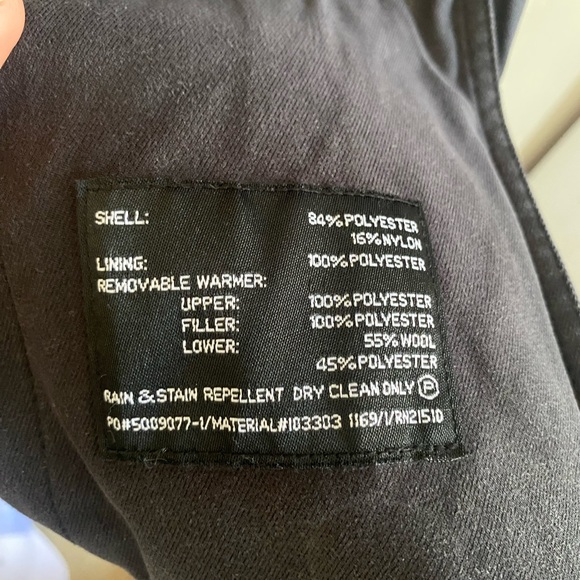 SHELL: 84% POLYESTER
16% NYLON
LINING: 100% POLYESTER
REMOVABLE WARMER:
UPPER: 100% POLYESTER
FILLER: 100% POLYESTER
LOWER: 55% WOOL
45% POLYESTER
RAIN & STAIN REPELLENT DRY CLEAN ONLY P
PO#5009077-1/MATERIAL#103303 1169/1/RN21510